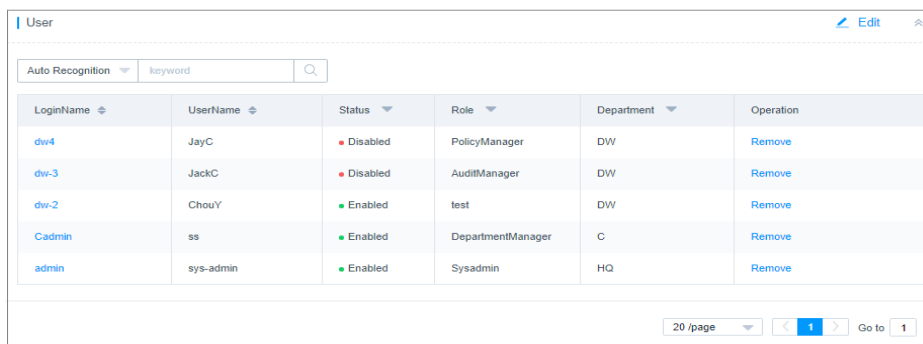 User Edit
Auto Recognition keyword
LoginName UserName Status Role Department Operation
dw4 JayC Disabled PolicyManager DW Remove
dw-3 JackC Disabled AuditManager DW Remove
dw-2 ChouY Enabled test DW Remove
Cadmin ss Enabled DepartmentManager C Remove
admin sys-admin Enabled Sysadmin HQ Remove
20 /page 1 Go to 1